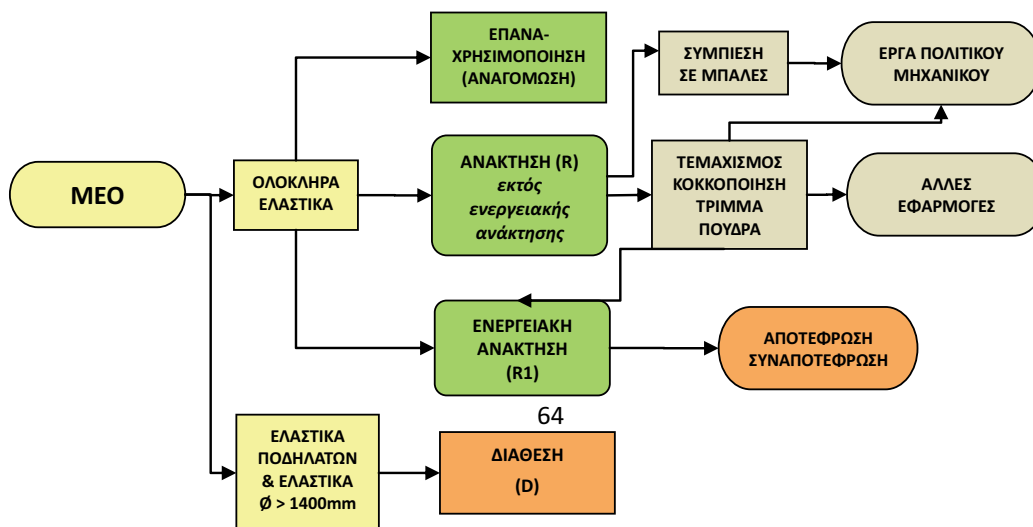 ΕΠΑΝΑ-
ΧΡΗΣΙΜΟΠΟΙΗΣΗ
(ΑΝΑΓΟΜΩΣΗ)
ΣΥΜΠΙΕΣΗ
ΣΕ ΜΠΑΛΕΣ
ΕΡΓΑ ΠΟΛΙΤΙΚΟΥ
ΜΗΧΑΝΙΚΟΥ
ΜΕΟ
ΟΛΟΚΛΗΡΑ
ΕΛΑΣΤΙΚΑ
ΑΝΑΚΤΗΣΗ (R)
εκτός
ενεργειακής
ανάκτησης
ΤΕΜΑΧΙΣΜΟΣ
ΚΟΚΚΟΠΟΙΗΣΗ
ΤΡΙΜΜΑ
ΠΟΥΔΡΑ
ΑΛΛΕΣ
ΕΦΑΡΜΟΓΕΣ
ΕΝΕΡΓΕΙΑΚΗ
ΑΝΑΚΤΗΣΗ
(R1)
ΑΠΟΤΕΦΡΩΣΗ
ΣΥΝΑΠΟΤΕΦΡΩΣΗ
64
ΕΛΑΣΤΙΚΑ
ΠΟΔΗΛΑΤΩΝ
& ΕΛΑΣΤΙΚΑ
Ø > 1400mm
ΔΙΑΘΕΣΗ
(D)